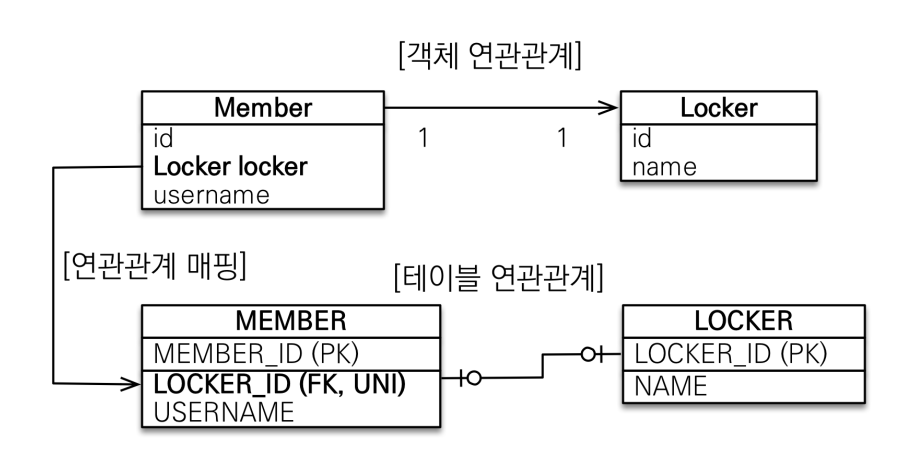 [객체 연관관계]
Member
id
Locker locker
username
1
1
Locker
id
name
[연관관계 매핑]
[테이블 연관관계]
MEMBER
MEMBER_ID (PK)
LOCKER_ID (FK, UNI)
USERNAME
LOCKER
LOCKER_ID (PK)
NAME